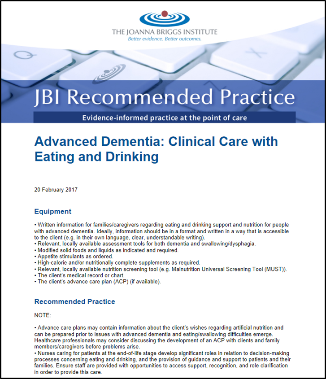 THE JOANNA BRIGGS INSTITUTE
Better evidence. Better outcomes.
JBI Recommended Practice
Evidence-informed practice at the point of care
Advanced Dementia: Clinical Care with
Eating and Drinking
20 February 2017
Equipment
• Written information for families/caregivers regarding eating and drinking support and nutrition for people
with advanced dementia. Ideally, information should be in a format and written in a way that is accessible
to the client (e.g. in their own language, clear, understandable writing).
• Relevant, locally available assessment tools for both dementia and swallowing/dysphagia.
• Modified solid foods and liquids as indicated and required.
• Appetite stimulants as ordered.
• High calorie and/or nutritionally complete supplements as required.
• Relevant, locally available nutrition screening tool (e.g. Malnutrition Universal Screening Tool (MUST)).
• The client's medical record or chart.
• The client's advance care plan (ACP) (if available).
Recommended Practice
NOTE:
• Advance care plans may contain information about the client's wishes regarding artificial nutrition and
can be prepared prior to issues with advanced dementia and eating/swallowing difficulties emerge.
Healthcare professionals may consider discussing the development of an ACP with clients and family
members/caregivers before problems arise.
• Nurses caring for patients at the end-of-life stage develop significant roles in relation to decision-making
processes concerning eating and drinking, and the provision of guidance and support to patients and their
families. Ensure staff are provided with opportunities to access support, recognition, and role clarification
in order to provide this care.